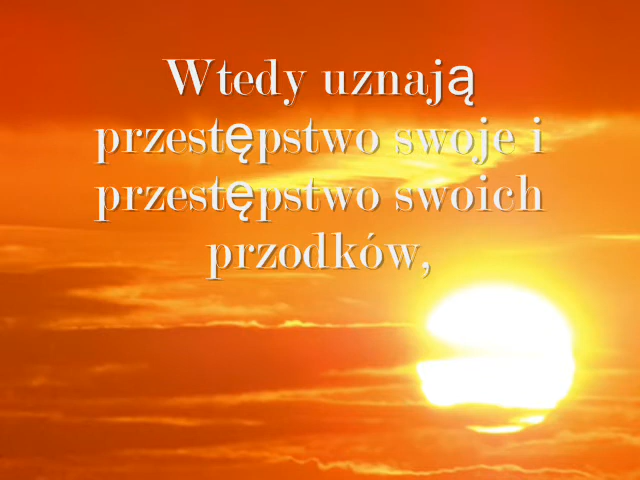 Wtedy uznają
przestępstwo swoje i
przestępstwo swoich
przodków,